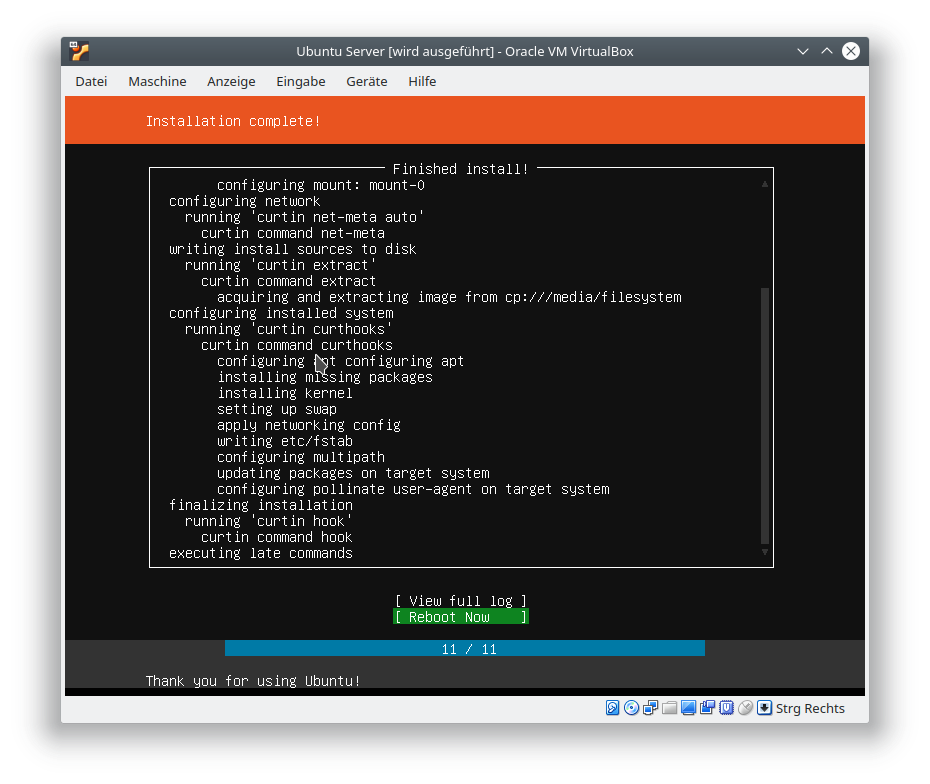 Ubuntu Server [wird ausgeführt] - Oracle VM VirtualBox
Datei Maschine Anzeige Eingabe Geräte Hilfe
Installation complete!
Finished install!
configuring mount: mount-0
configuring network
running 'curtin net-meta auto'
curtin command net-meta
writing install sources to disk
running 'curtin extract'
curtin command extract
acquiring and extracting image from cp:///media/filesystem
configuring installed system
running 'curtin curthooks'
curtin command curthooks
configuring apt configuring apt
installing missing packages
installing kernel
setting up swap
apply networking config
writing etc/fstab
configuring multipath
updating packages on target system
configuring pollinate user-agent on target system
finalizing installation
running 'curtin hook'
curtin command hook
executing late commands
[ View full log ]
[ Reboot Now ]
11 / 11
Thank you for using Ubuntu!
Strg Rechts